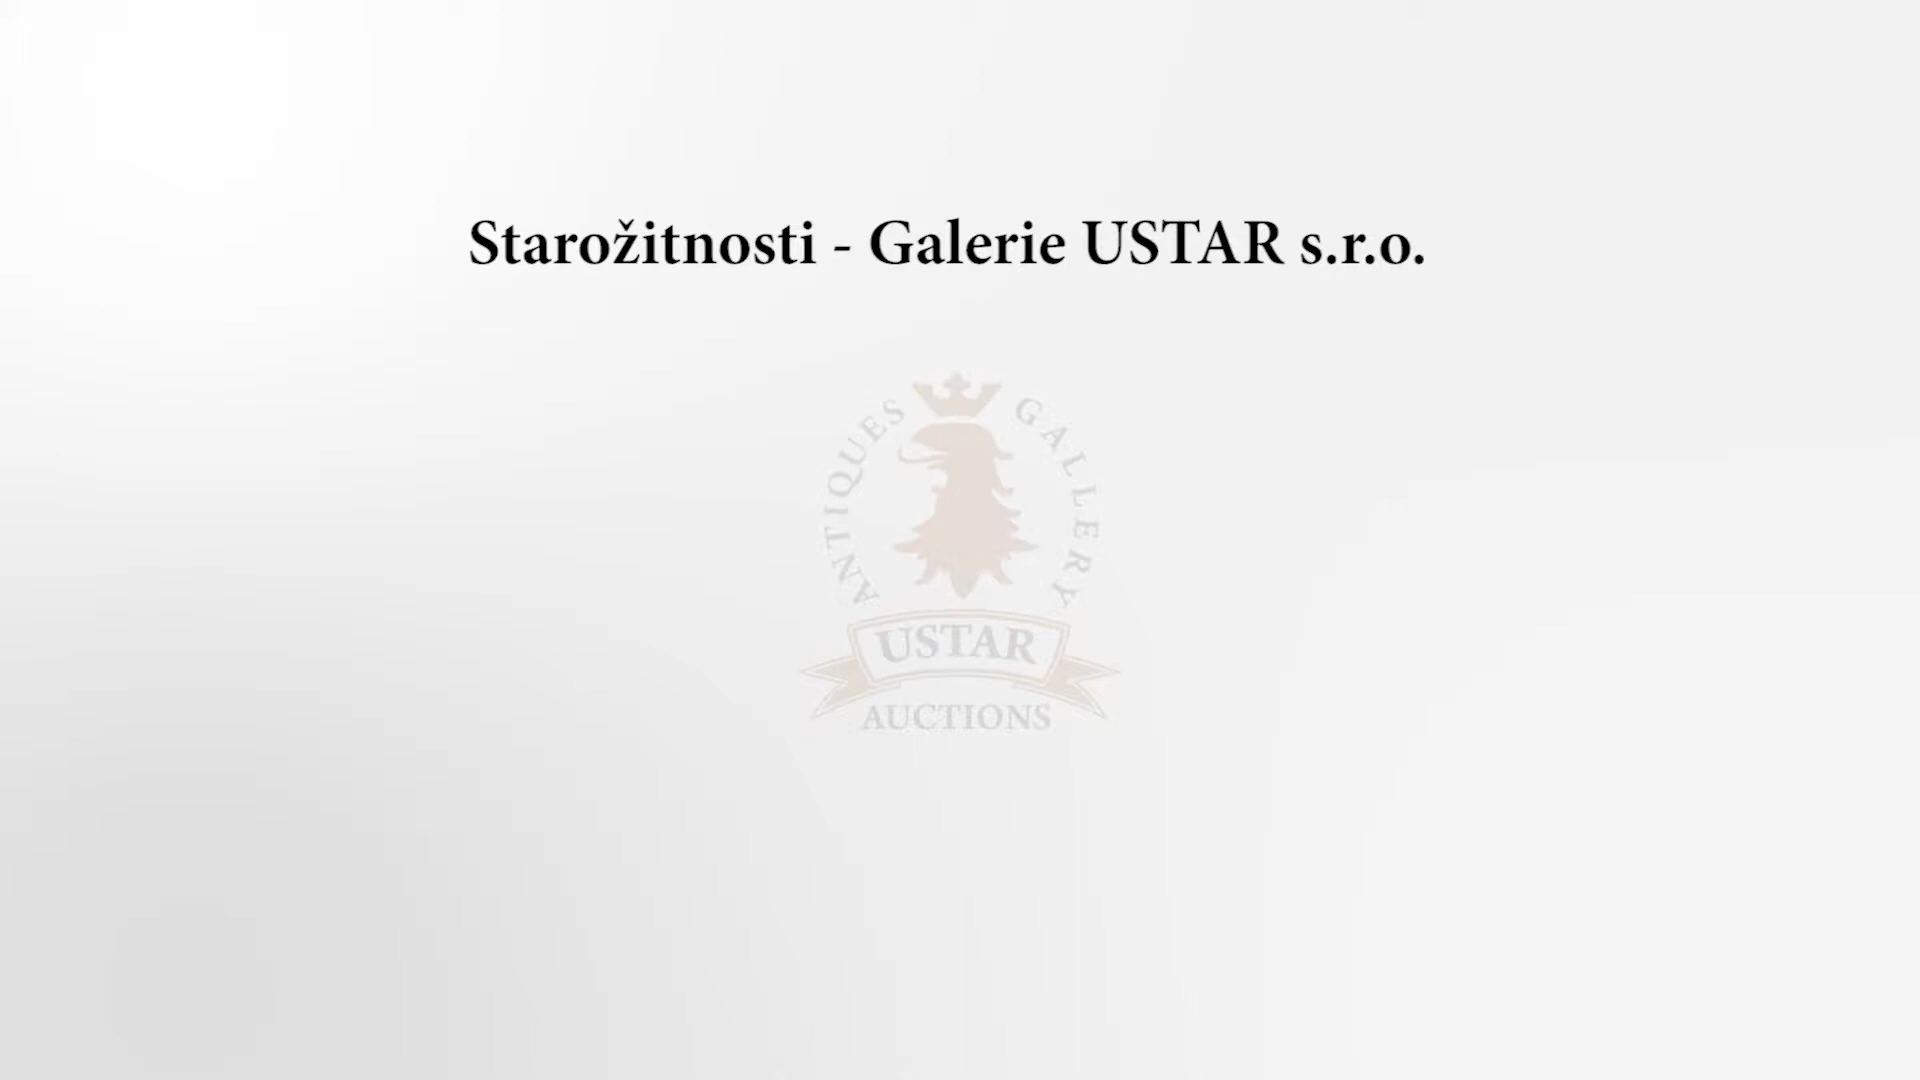 Starožitnosti - Galerie USTAR s.r.o.
ANTIQUES GALLERY
USTAR
AUCTIONS